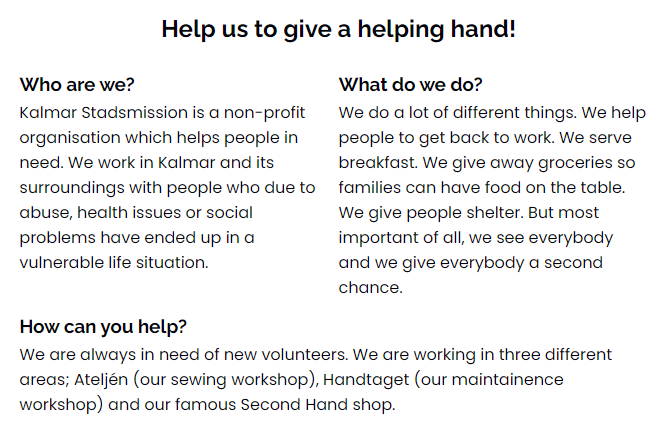 Help us to give a helping hand!
Who are we?
Kalmar Stadsmission is a non-profit
organisation which helps people in
need. We work in Kalmar and its
surroundings with people who due to
abuse, health issues or social
problems have ended up in a
vulnerable life situation.
What do we do?
We do a lot of different things. We help
people to get back to work. We serve
breakfast. We give away groceries so
families can have food on the table.
We give people shelter. But most
important of all, we see everybody
and we give everybody a second
chance.
How can you help?
We are always in need of new volunteers. We are working in three different
areas; Ateljén (our sewing workshop), Handtaget (our maintainence
workshop) and our famous Second Hand shop.